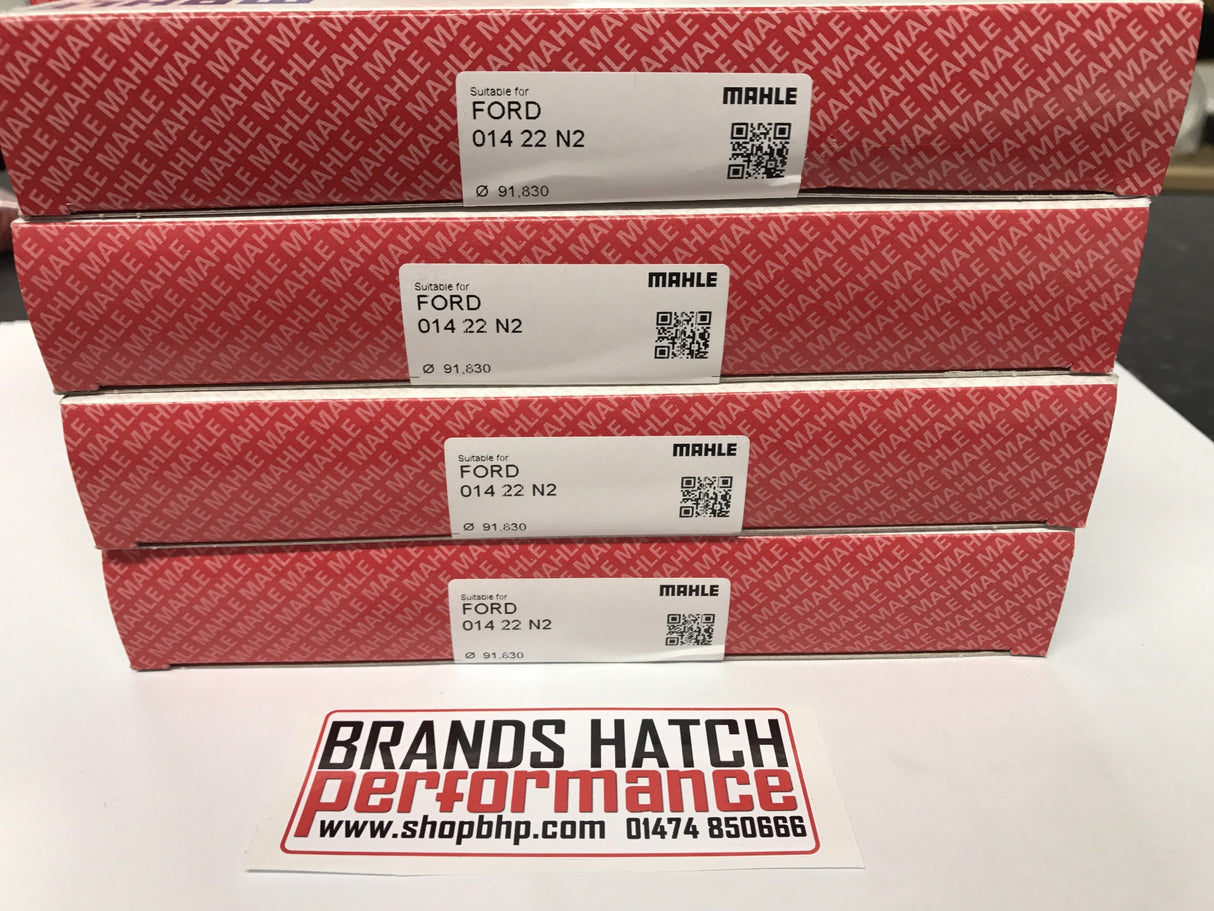 MAHLE
Suitable for
FORD
014 22 N2
Ø 91,830
MAHLE
Suitable for
FORD
014 22 N2
Ø 91,830
MAHLE
Suitable for
FORD
014 22 N2
Ø 91,830
MAHLE
Suitable for
FORD
014 22 N2
Ø 91,830
BRANDS HATCH
performance
www.shopbhp.com 01474 850666